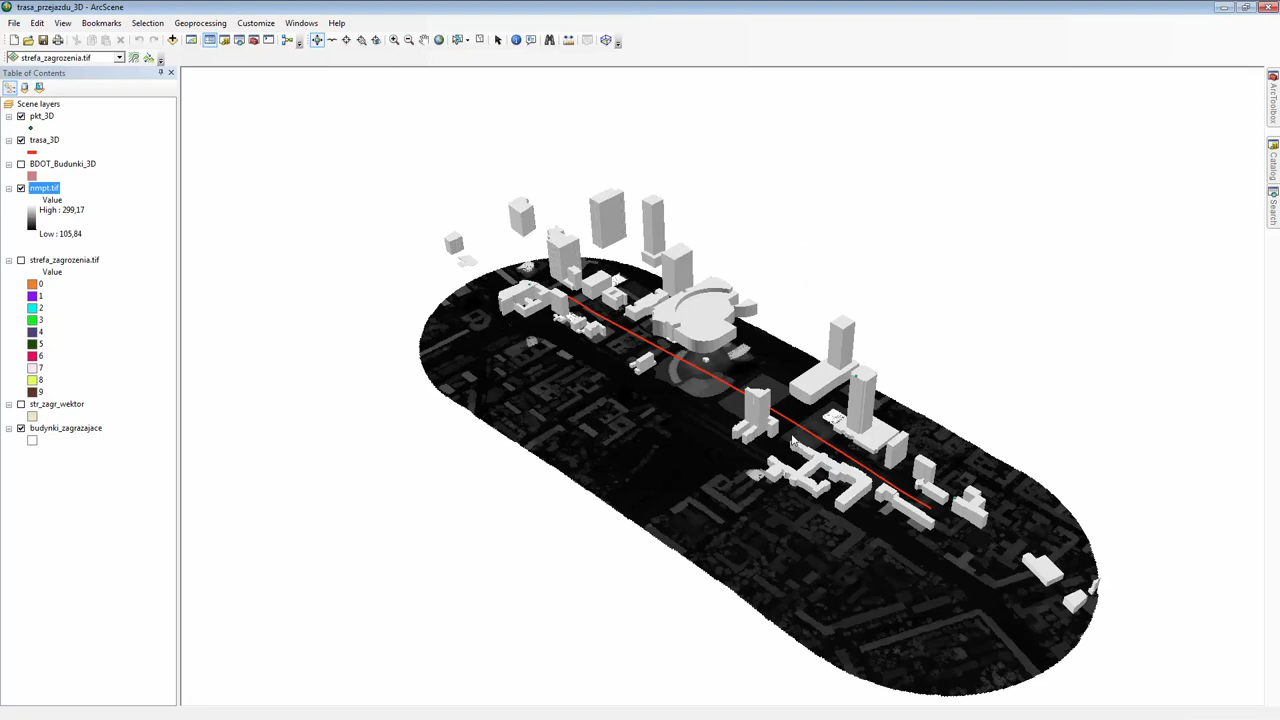 trasa_przejazdu_3D - ArcScene
File Edit View Bookmarks Selection Geoprocessing Customize Windows Help
strefa_zagrozenia.tif
Table of Contents
Scene layers
pkt_3D
trasa_3D
BDOT_Budunki_3D
nmpt.tif
Value
High : 299,17
Low : 105,84
strefa_zagrozenia.tif
Value
0
1
2
3
4
5
6
7
8
9
str_zagr_wektor
budynki_zagrazajace
ArcToolbox
Catalog
Search